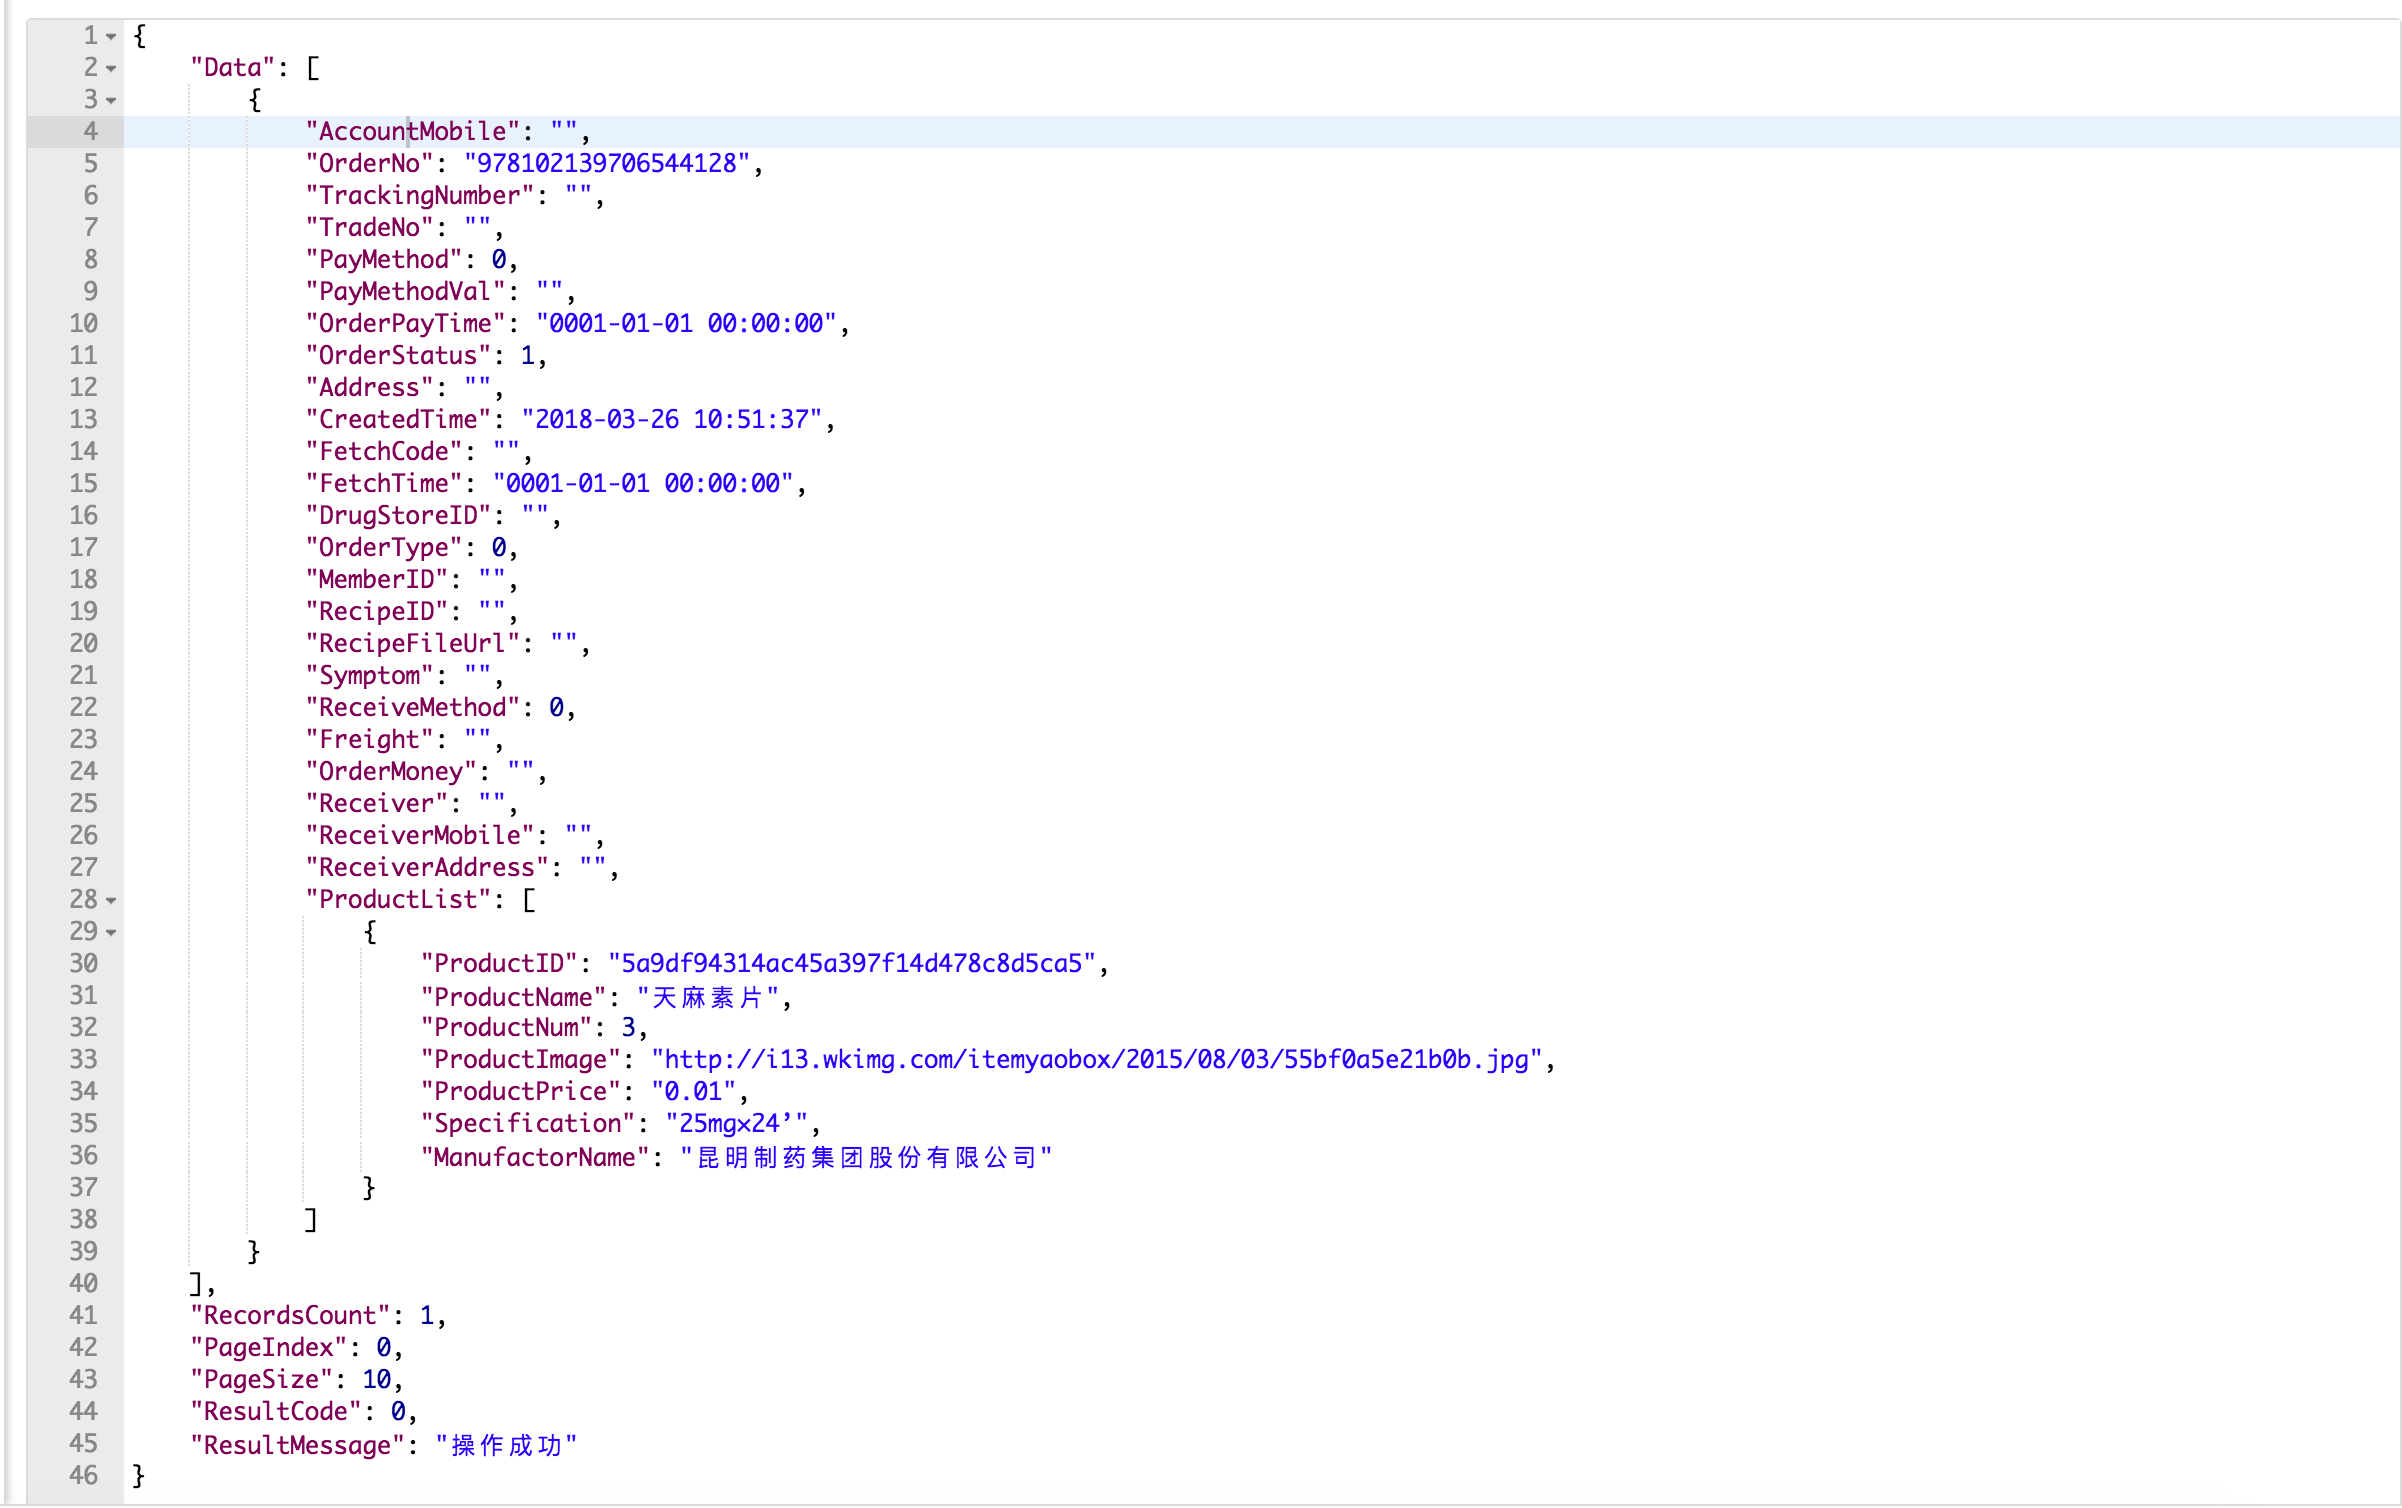 1 {
2 "Data": [
3 {
4 "AccountMobile": "",
5 "OrderNo": "978102139706544128",
6 "TrackingNumber": "",
7 "TradeNo": "",
8 "PayMethod": 0,
9 "PayMethodVal": "",
10 "OrderPayTime": "0001-01-01 00:00:00",
11 "OrderStatus": 1,
12 "Address": "",
13 "CreatedTime": "2018-03-26 10:51:37",
14 "FetchCode": "",
15 "FetchTime": "0001-01-01 00:00:00",
16 "DrugStoreID": "",
17 "OrderType": 0,
18 "MemberID": "",
19 "RecipeID": "",
20 "RecipeFileUrl": "",
21 "Symptom": "",
22 "ReceiveMethod": 0,
23 "Freight": "",
24 "OrderMoney": "",
25 "Receiver": "",
26 "ReceiverMobile": "",
27 "ReceiverAddress": "",
28 "ProductList": [
29 {
30 "ProductID": "5a9df94314ac45a397f14d478c8d5ca5",
31 "ProductName": "天麻素片",
32 "ProductNum": 3,
33 "ProductImage": "http://i13.wkimg.com/itemyaobox/2015/08/03/55bf0a5e21b0b.jpg",
34 "ProductPrice": "0.01",
35 "Specification": "25mgx24’",
36 "ManufactorName": "昆明制药集团股份有限公司"
37 }
38 ]
39 }
40 ],
41 "RecordsCount": 1,
42 "PageIndex": 0,
43 "PageSize": 10,
44 "ResultCode": 0,
45 "ResultMessage": "操作成功"
46 }